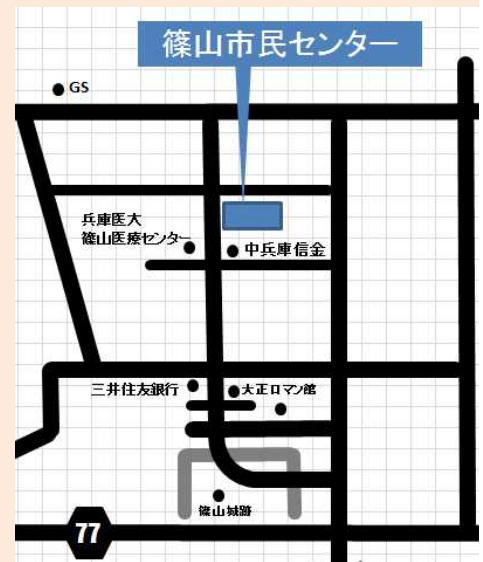 篠山市民センター
GS
兵庫医大
篠山医療センター
中兵庫信金
三井住友銀行
大正ロマン館
篠山城跡
77